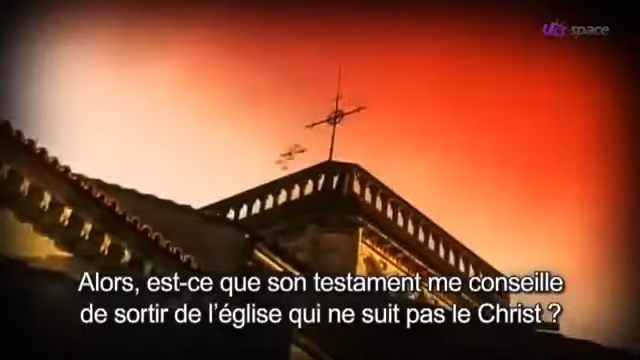 Alors, est-ce que son testament me conseille
de sortir de l'église qui ne suit pas le Christ ?